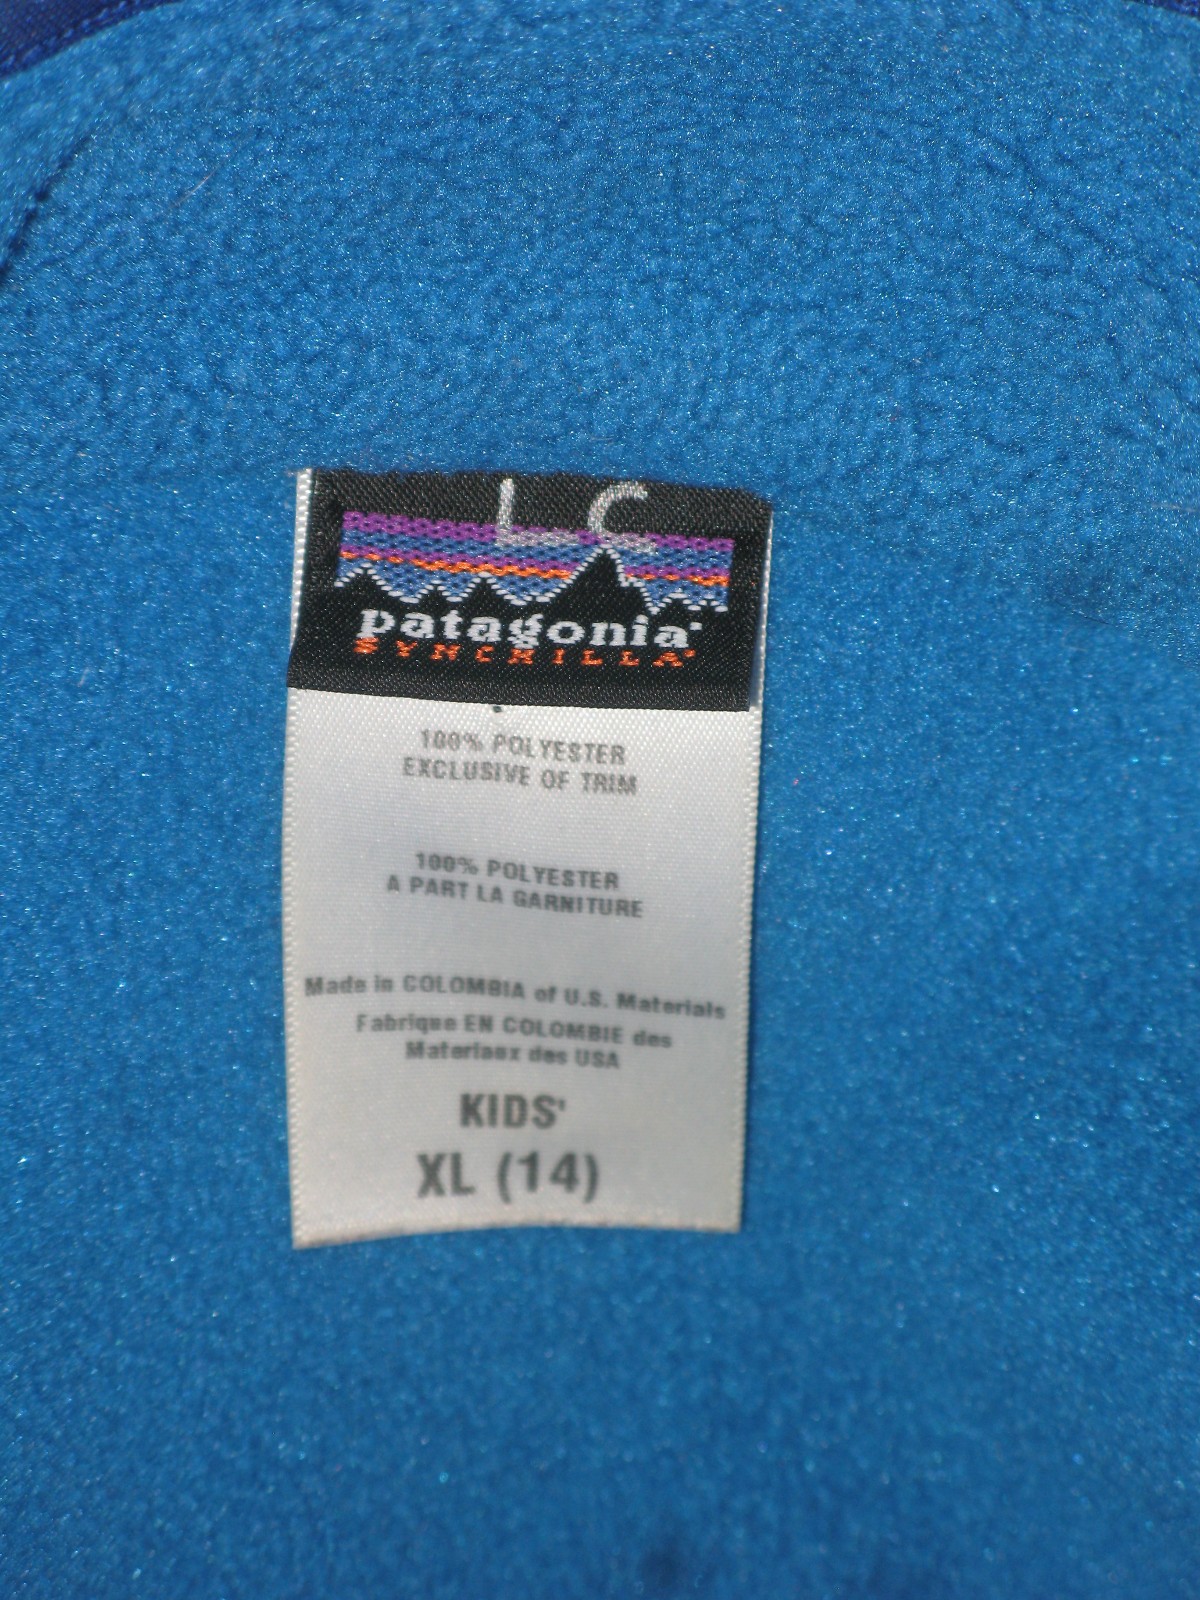 L C
patagonia®
SYNCHILLA®
100% POLYESTER
EXCLUSIVE OF TRIM
100% POLYESTER
A PART LA GARNITURE
Made in COLOMBIA of U.S. Materials
Fabrique EN COLOMBIE des
Materiaux des USA
KIDS'
XL (14)